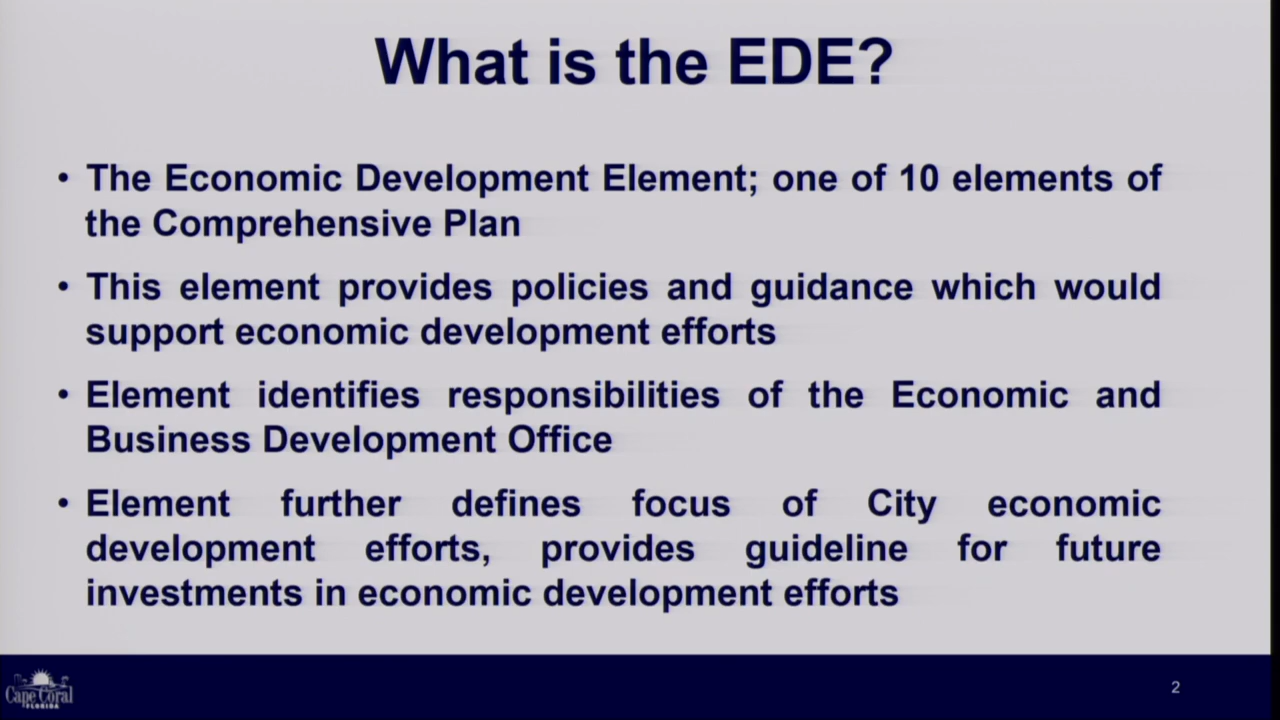 What is the EDE?
• The Economic Development Element; one of 10 elements of
the Comprehensive Plan
• This element provides policies and guidance which would
support economic development efforts
• Element identifies responsibilities of the Economic and
Business Development Office
• Element further defines focus of City economic
development efforts, provides guideline for future
investments in economic development efforts
Cape Coral
FLORIDA
2